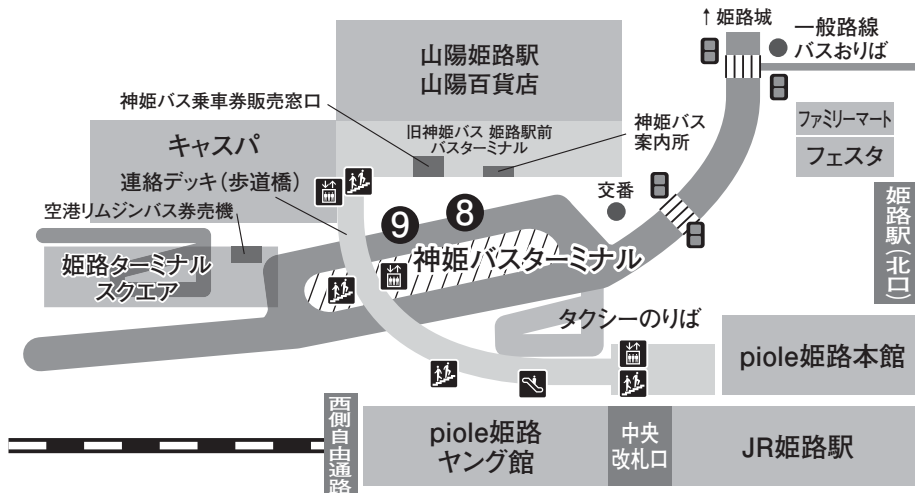 ↑姫路城
一般路線
バスおりば
山陽姫路駅
山陽百貨店
神姫バス乗車券販売窓口
旧神姫バス 姫路駅前
バスターミナル
神姫バス
案内所
ファミリーマート
フェスタ
キャスパ
連絡デッキ(歩道橋)
交番
姫路駅(北口)
空港リムジンバス券売機
9
8
神姫バスターミナル
姫路ターミナル
スクエア
タクシーのりば
piole姫路本館
西側自由通路
piole姫路
ヤング館
中央
改札口
JR姫路駅